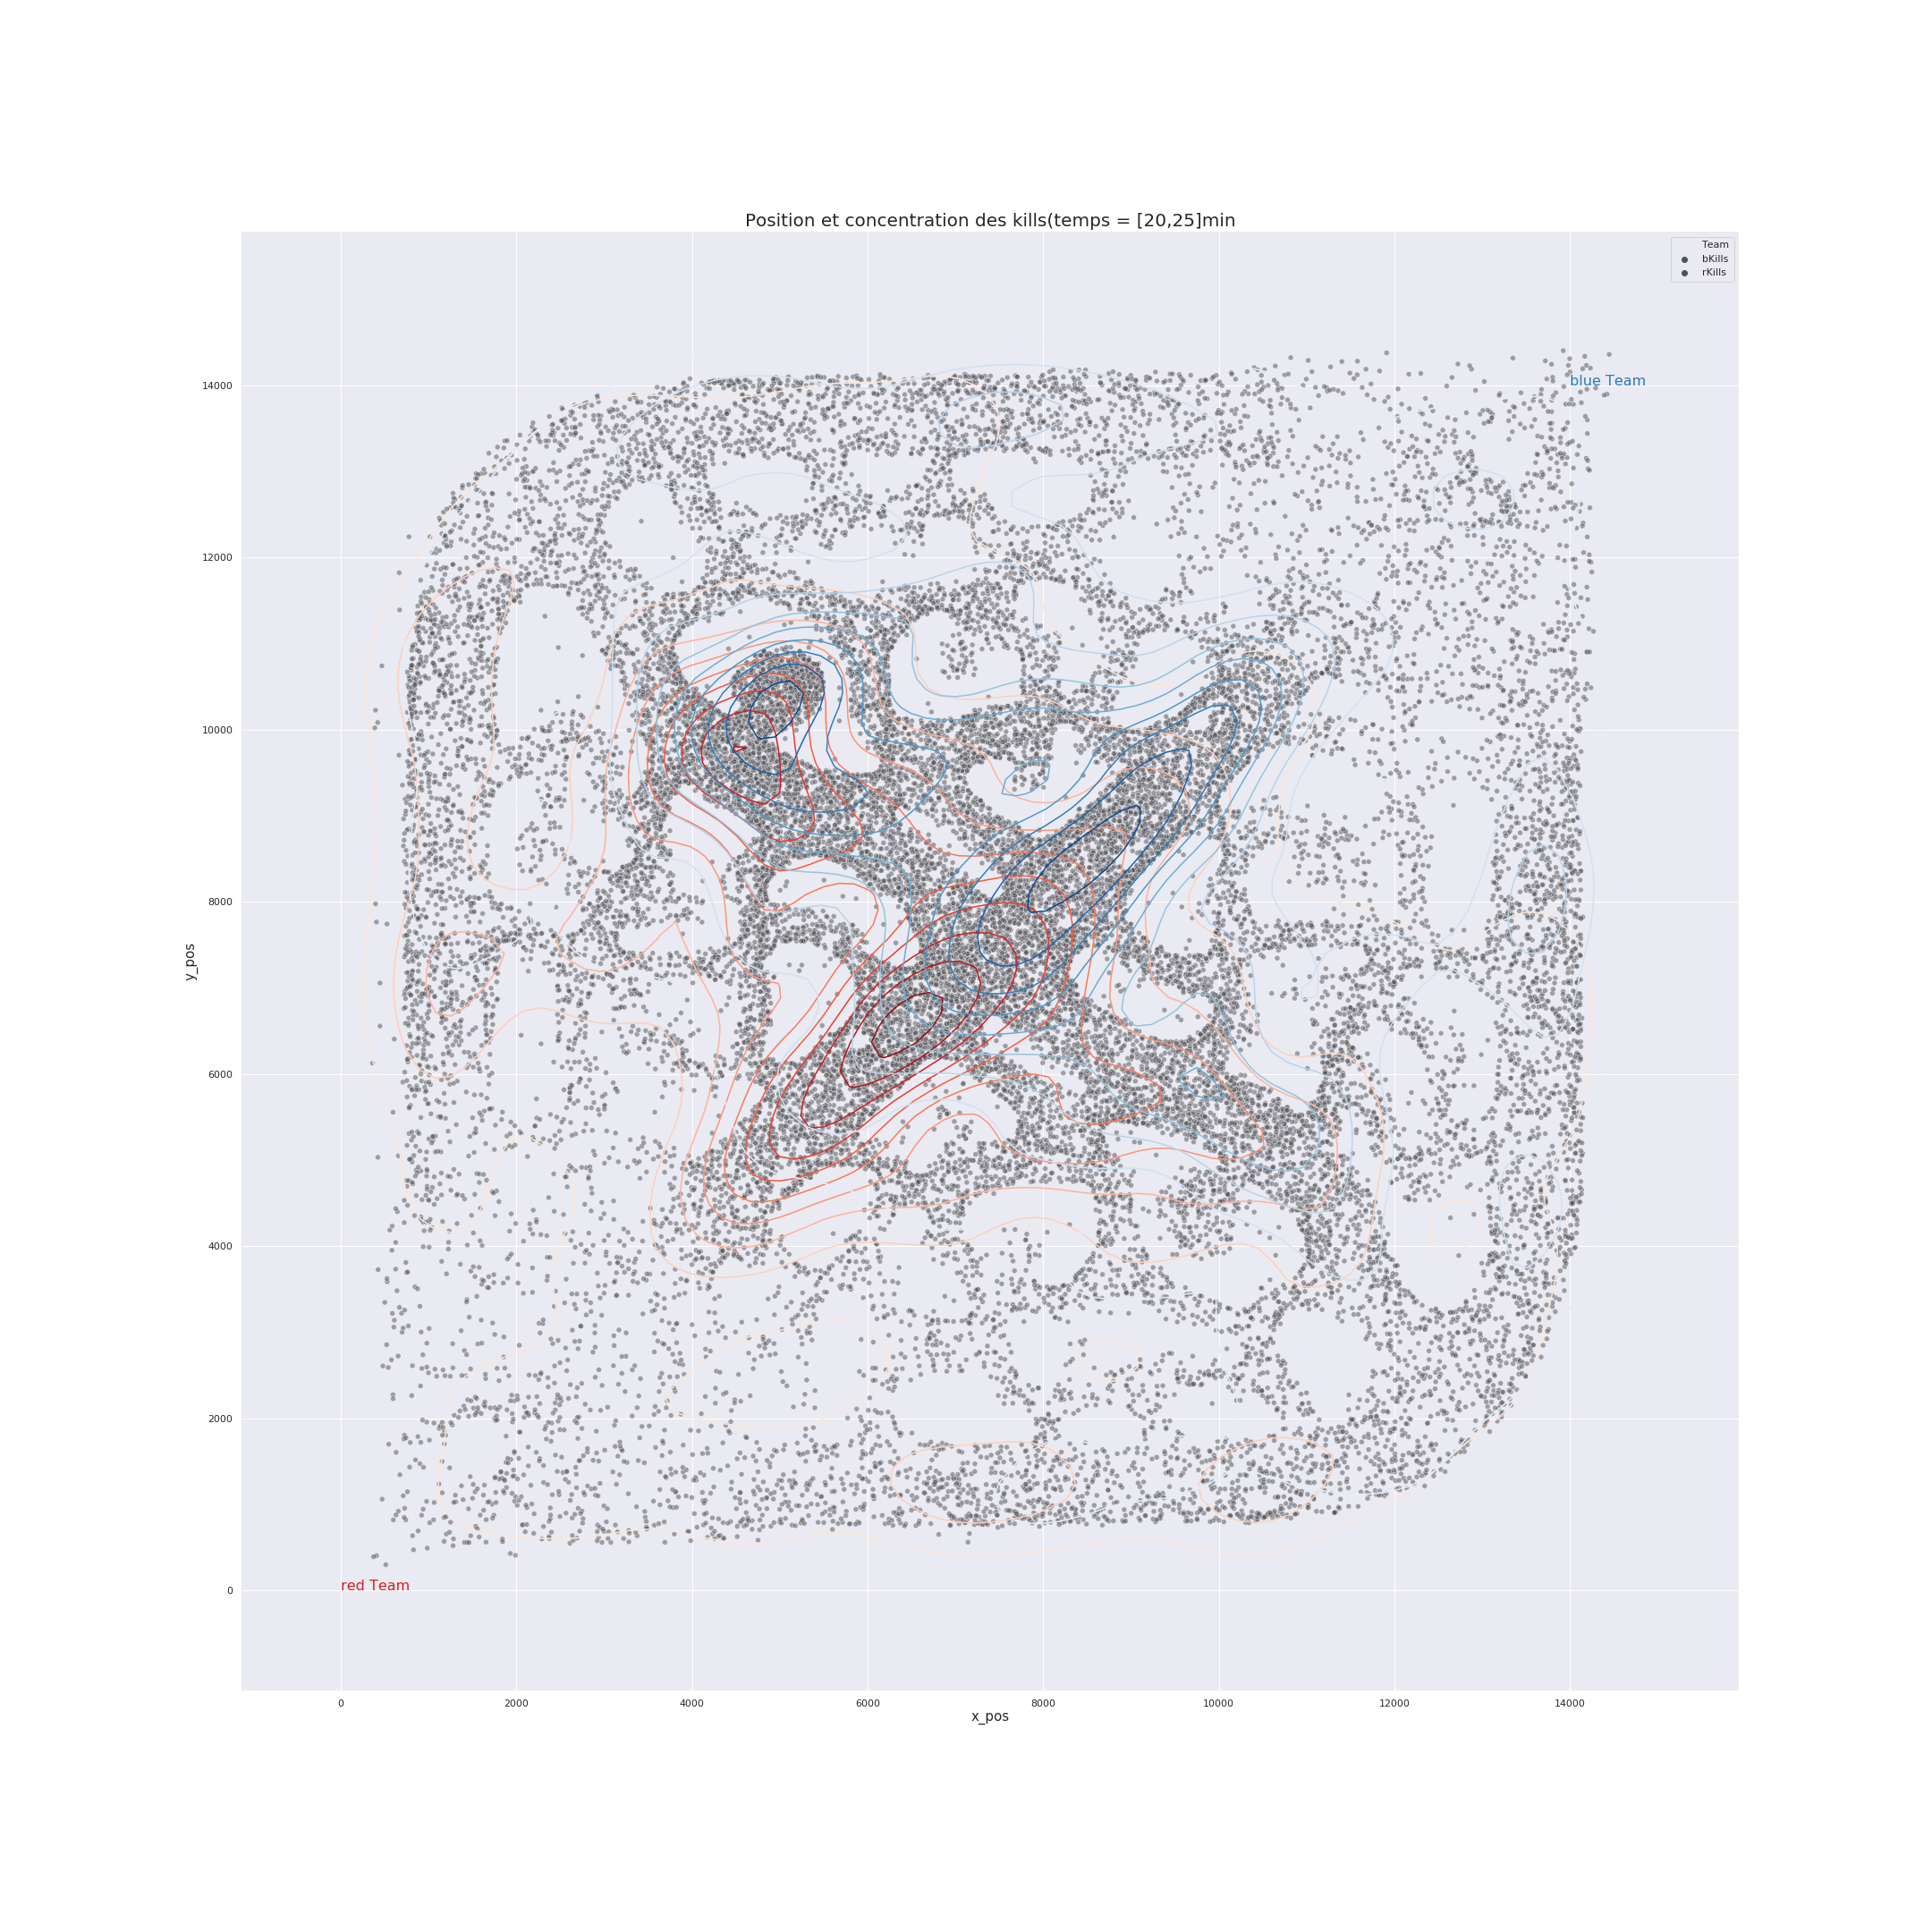 Position et concentration des kills(temps = [20,25]min
Team
bKills
rKills
blue Team
14000
12000
10000
8000
6000
4000
2000
0
y_pos
red Team
0 2000 4000 6000 8000 10000 12000 14000
x_pos